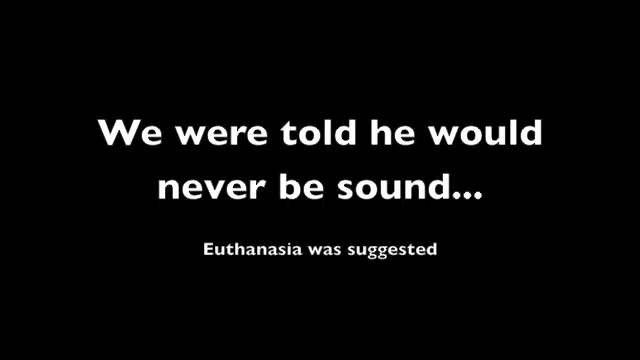 We were told he would
never be sound...
Euthanasia was suggested